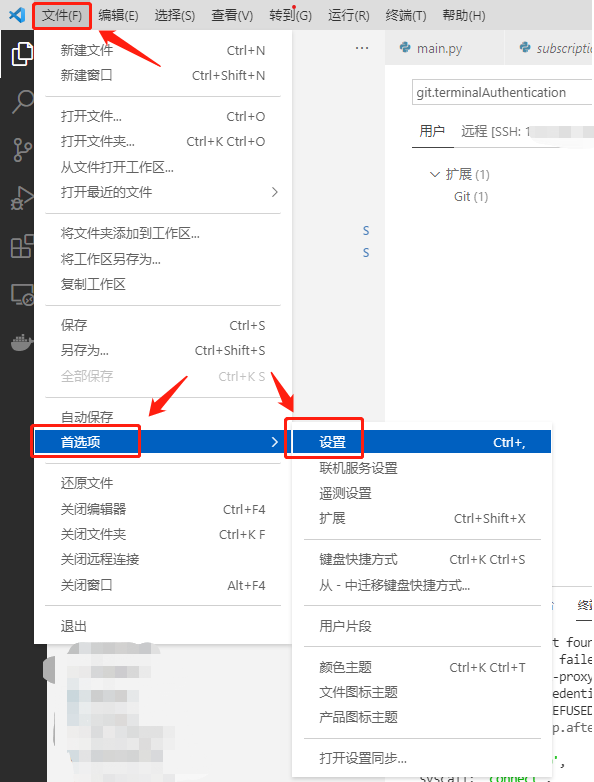 文件(F) 编辑(E) 选择(S) 查看(V) 转到(G) 运行(R) 终端(T) 帮助(H)
新建文件 Ctrl+N
新建窗口 Ctrl+Shift+N
打开文件... Ctrl+O
打开文件夹... Ctrl+K Ctrl+O
从文件打开工作区...
打开最近的文件
将文件夹添加到工作区...
将工作区另存为...
复制工作区
保存 Ctrl+S
另存为... Ctrl+Shift+S
全部保存 Ctrl+K S
自动保存
首选项
还原文件
关闭编辑器 Ctrl+F4
关闭文件夹 Ctrl+K F
关闭远程连接
关闭窗口 Alt+F4
退出
设置 Ctrl+,
联机服务设置
遥测设置
扩展 Ctrl+Shift+X
键盘快捷方式 Ctrl+K Ctrl+S
从 - 中迁移键盘快捷方式...
用户片段
颜色主题 Ctrl+K Ctrl+T
文件图标主题
产品图标主题
打开设置同步...
...
main.py subscriptio
git.terminalAuthentication
用户 远程 [SSH: 1
扩展 (1)
Git (1)
S
S
终端
t foun
faile
-proxy
edenti
EFUSED
p.afte
',
syscall: 'connect',